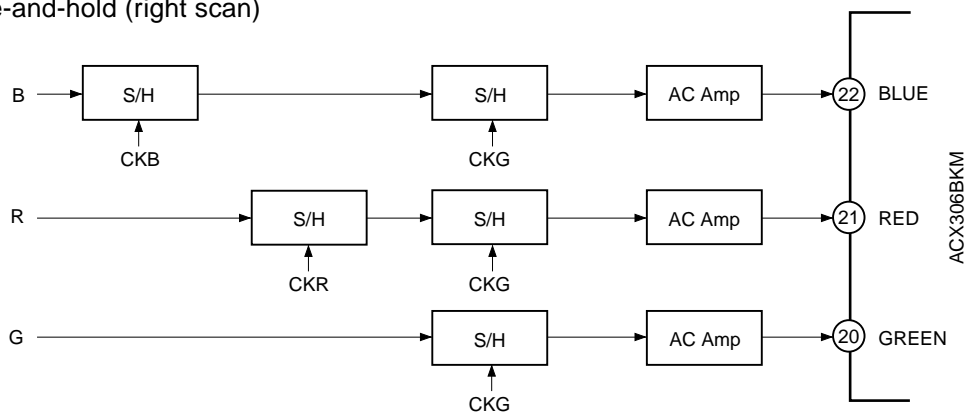 e-and-hold (right scan)
B S/H S/H AC Amp 22 BLUE
CKB CKG
R S/H S/H AC Amp 21 RED
CKR CKG
G S/H AC Amp 20 GREEN
CKG
ACX306BKM